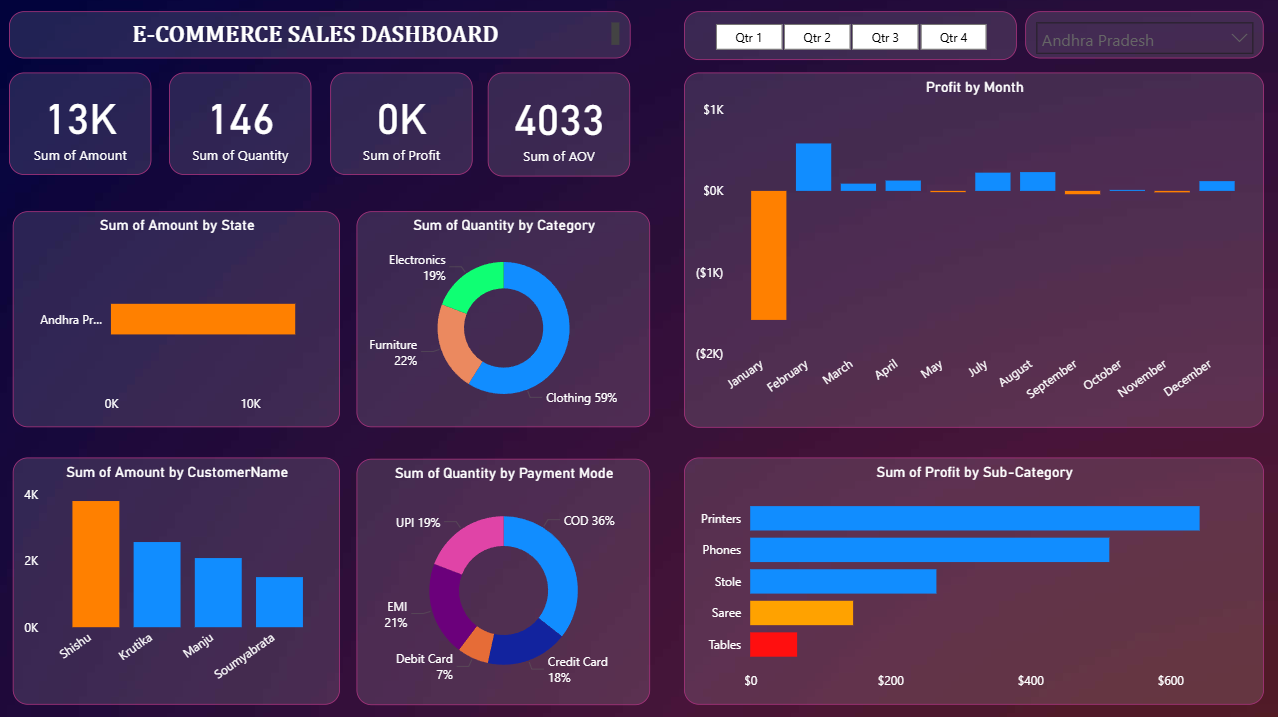 E-COMMERCE SALES DASHBOARD
Qtr 1
Qtr 2
Qtr 3
Qtr 4
Andhra Pradesh
13K
Sum of Amount
146
Sum of Quantity
0K
Sum of Profit
4033
Sum of AOV
Profit by Month
$1K
$0K
($1K)
($2K)
January
February
March
April
May
July
August
September
October
November
December
Sum of Amount by State
Andhra Pr...
0K
10K
Sum of Quantity by Category
Electronics
19%
Furniture
22%
Clothing 59%
Sum of Amount by CustomerName
4K
2K
0K
Shishu
Krutika
Manju
Soumyabrata
Sum of Quantity by Payment Mode
UPI 19%
COD 36%
EMI
21%
Debit Card
7%
Credit Card
18%
Sum of Profit by Sub-Category
Printers
Phones
Stole
Saree
Tables
$0
$200
$400
$600